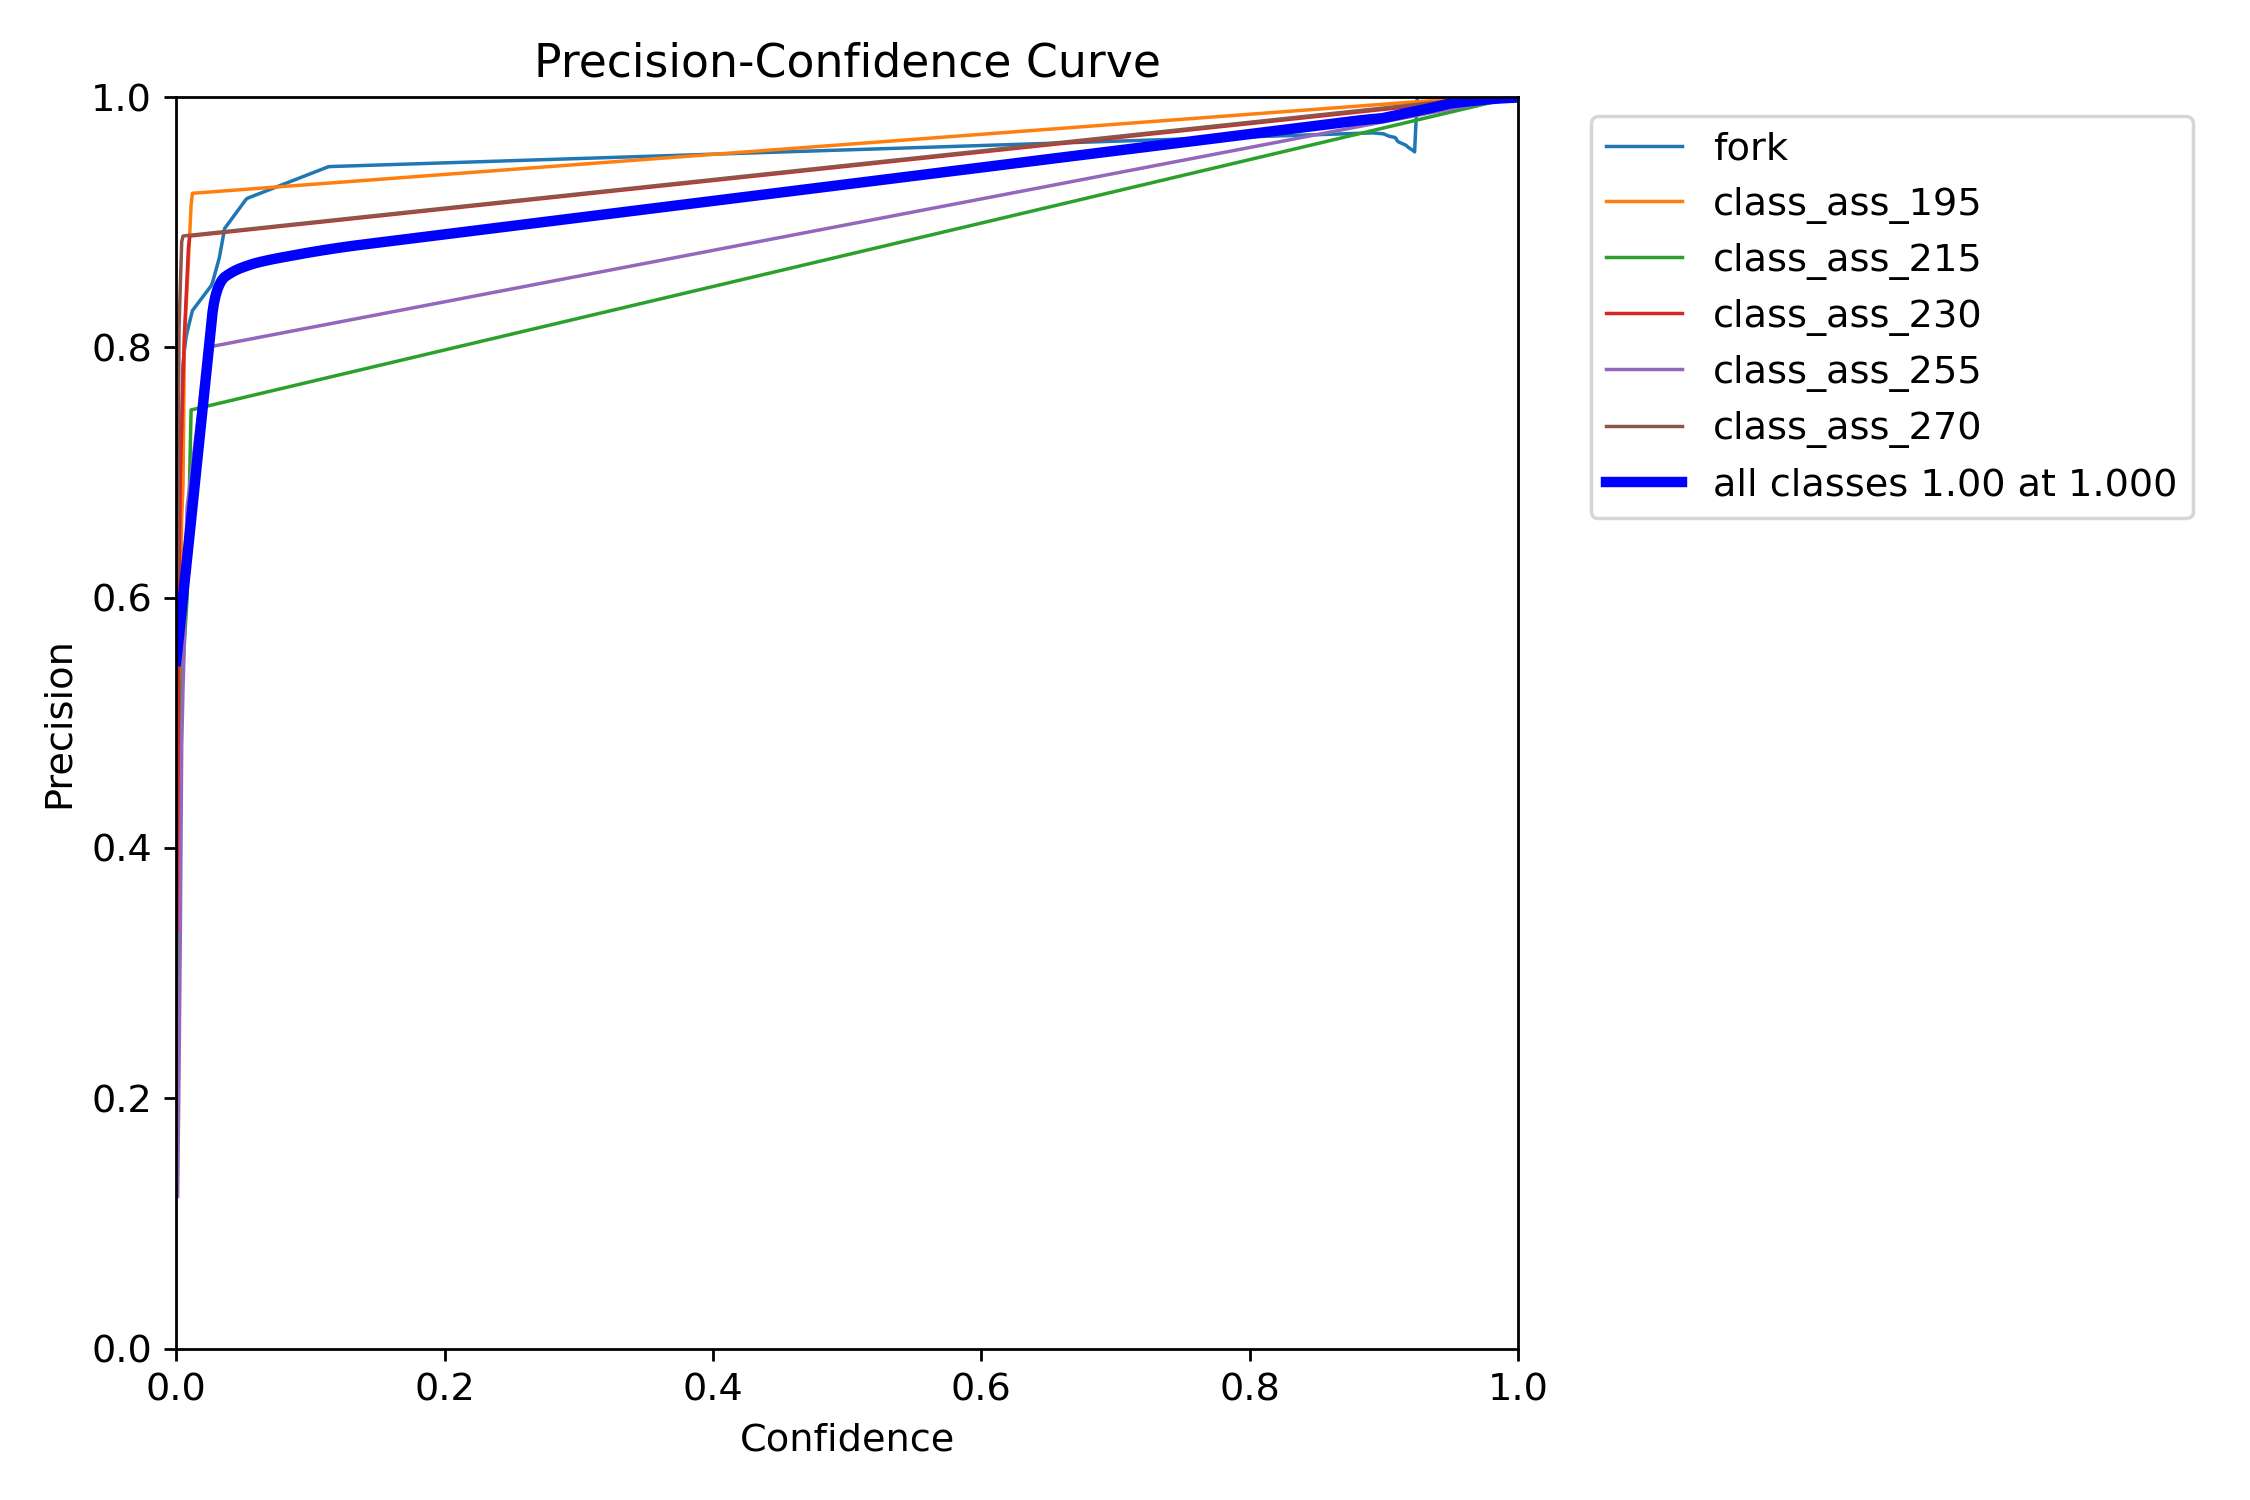 Precision-Confidence Curve
1.0
0.8
0.6
0.4
0.2
0.0
Precision
0.0 0.2 0.4 0.6 0.8 1.0
Confidence
fork
class_ass_195
class_ass_215
class_ass_230
class_ass_255
class_ass_270
all classes 1.00 at 1.000